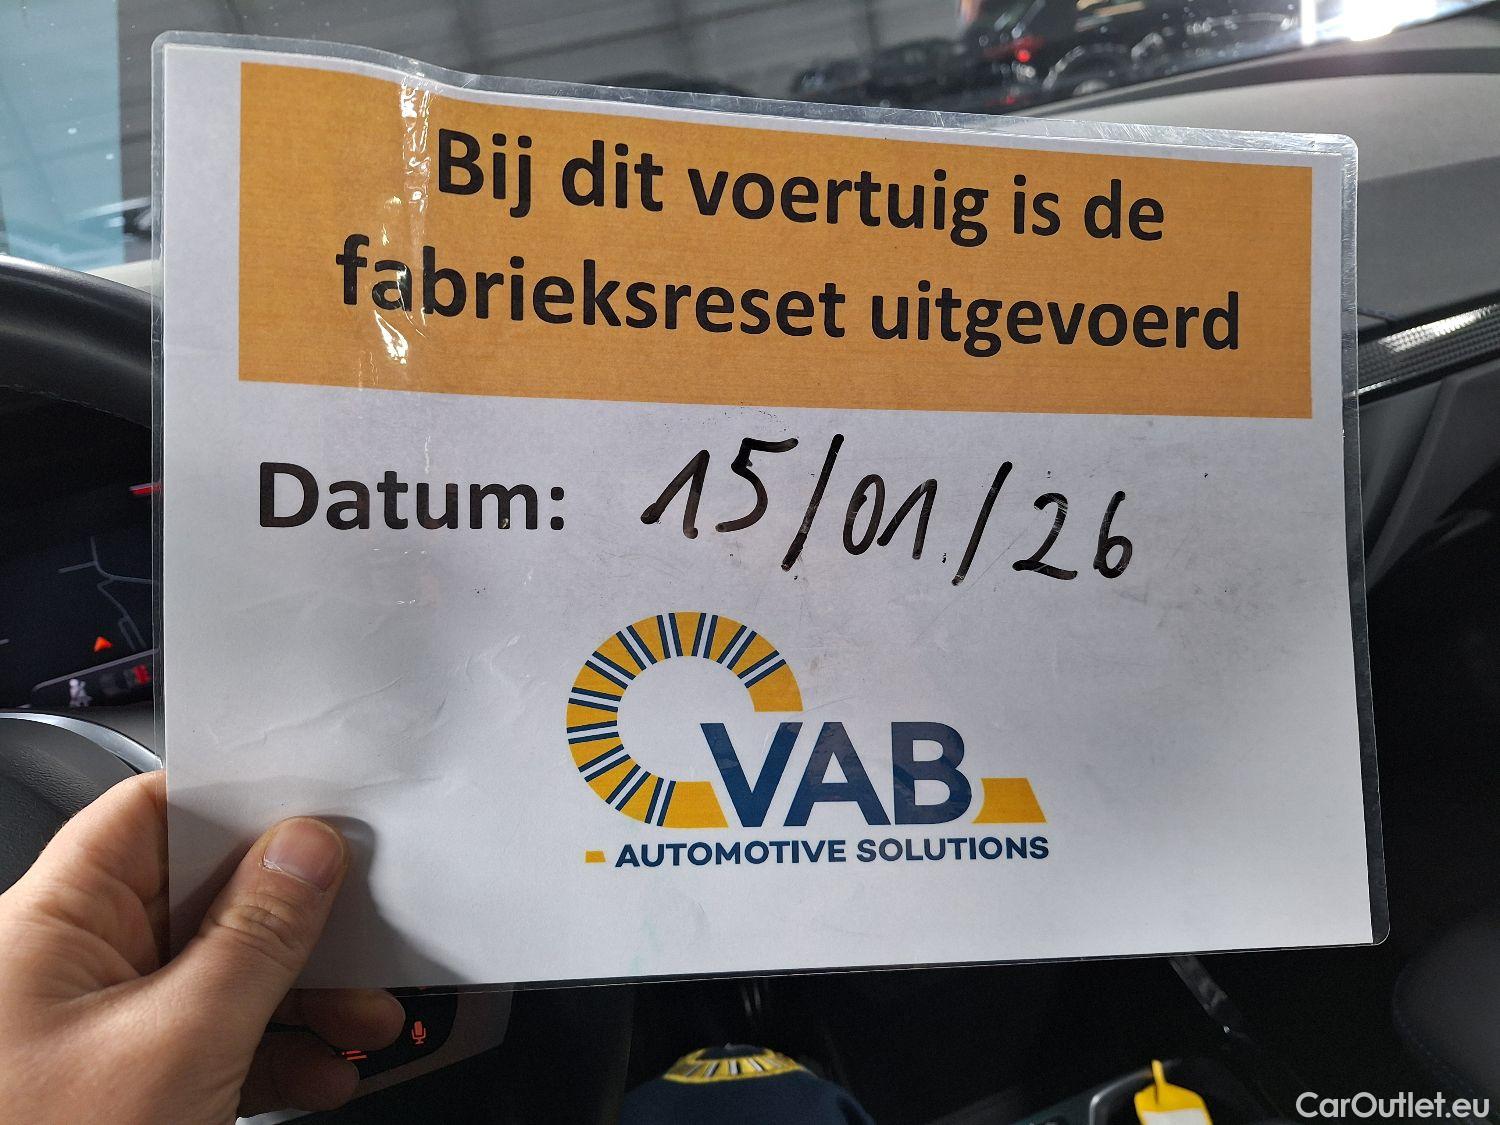 Bij dit voertuig is de
fabrieksreset uitgevoerd
Datum: 15/01/26
VAB
AUTOMOTIVE SOLUTIONS
CarOutlet.eu